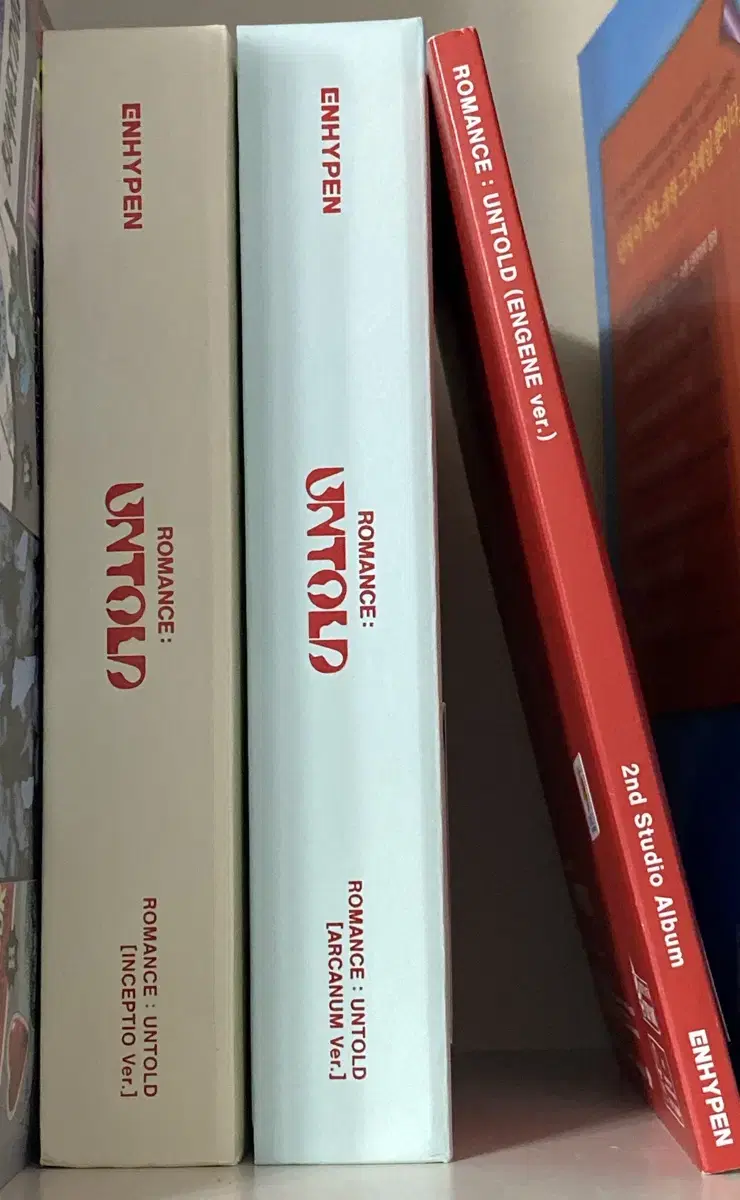 ENHYPEN
ROMANCE:
UNTOLD
ROMANCE : UNTOLD
[INCEPTIO Ver.]
ENHYPEN
ROMANCE:
UNTOLD
ROMANCE : UNTOLD
[ARCANUM Ver.]
ROMANCE : UNTOLD (ENGENE ver.)
2nd Studio Album
ENHYPEN